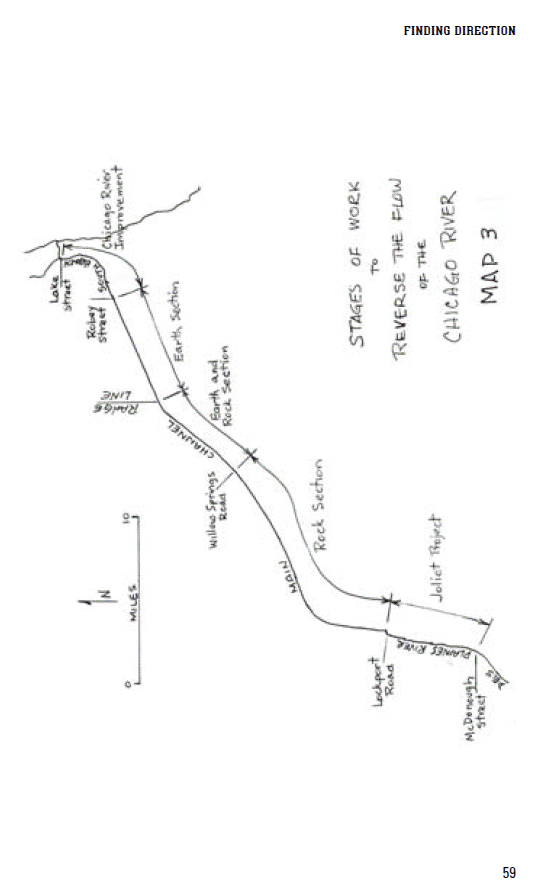 FINDING DIRECTION
STAGES OF WORK
TO
REVERSE THE FLOW
OF THE
CHICAGO RIVER
MAP 3
Chicago River
Improvement
Lake
Street
SOUTH
Robey
Street
Earth Section
RANGE
LINE
Earth and
Rock Section
CHANNEL
Willow Springs
Road
0
10
MILES
N
MAIN
Rock Section
Joliet Project
Lockport
Road
DES
PLAINES RIVER
McDonough
Street
59